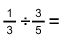 1/3 ÷ 3/5 =